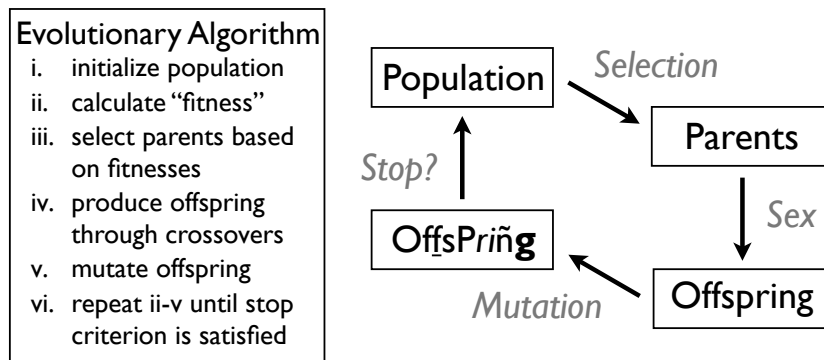 Evolutionary Algorithm
i. initialize population
ii. calculate “fitness”
iii. select parents based
on fitnesses
iv. produce offspring
through crossovers
v. mutate offspring
vi. repeat ii-v until stop
criterion is satisfied
Population
Selection
Parents
Sex
Offspring
Mutation
OffsPriñg
Stop?